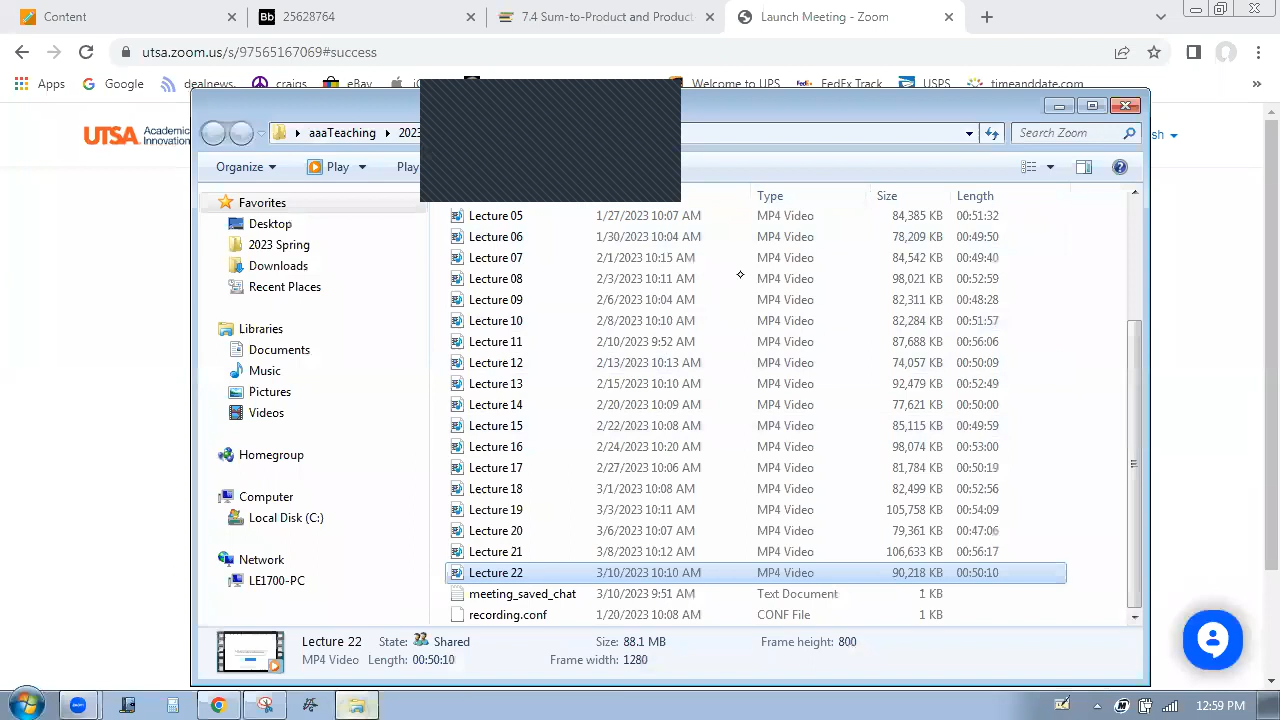 Content
Bb 25628764
7.4 Sum-to-Product and Product
Launch Meeting - Zoom
utsa.zoom.us/s/97565167069#success
Apps
Google
dealnews
craigs
eBay
Welcome to UPS
FedEx Track
USPS
timeanddate.com
»
UTSA Academic
Innovation
aaaTeaching
2023
Search Zoom
Organize
Play
Play
Type
Size
Length
Favorites
Desktop
2023 Spring
Downloads
Recent Places
Libraries
Documents
Music
Pictures
Videos
Homegroup
Computer
Local Disk (C:)
Network
LE1700-PC
Lecture 05 1/27/2023 10:07 AM MP4 Video 84,385 KB 00:51:32
Lecture 06 1/30/2023 10:04 AM MP4 Video 78,209 KB 00:49:50
Lecture 07 2/1/2023 10:15 AM MP4 Video 84,542 KB 00:49:40
Lecture 08 2/3/2023 10:11 AM MP4 Video 98,021 KB 00:52:59
Lecture 09 2/6/2023 10:04 AM MP4 Video 82,311 KB 00:48:28
Lecture 10 2/8/2023 10:10 AM MP4 Video 82,284 KB 00:51:57
Lecture 11 2/10/2023 9:52 AM MP4 Video 87,688 KB 00:56:06
Lecture 12 2/13/2023 10:13 AM MP4 Video 74,057 KB 00:50:09
Lecture 13 2/15/2023 10:10 AM MP4 Video 92,479 KB 00:52:49
Lecture 14 2/20/2023 10:09 AM MP4 Video 77,621 KB 00:50:00
Lecture 15 2/22/2023 10:08 AM MP4 Video 85,115 KB 00:49:59
Lecture 16 2/24/2023 10:20 AM MP4 Video 98,074 KB 00:53:00
Lecture 17 2/27/2023 10:06 AM MP4 Video 81,784 KB 00:50:19
Lecture 18 3/1/2023 10:08 AM MP4 Video 82,499 KB 00:52:56
Lecture 19 3/3/2023 10:11 AM MP4 Video 105,758 KB 00:54:09
Lecture 20 3/6/2023 10:07 AM MP4 Video 79,361 KB 00:47:06
Lecture 21 3/8/2023 10:12 AM MP4 Video 106,633 KB 00:56:17
Lecture 22 3/10/2023 10:10 AM MP4 Video 90,218 KB 00:50:10
meeting_saved_chat 3/10/2023 9:51 AM Text Document 1 KB
recording.conf 1/20/2023 10:08 AM CONF File 1 KB
Lecture 22 State: Shared Size: 88.1 MB Frame height: 800
MP4 Video Length: 00:50:10 Frame width: 1280
12:59 PM